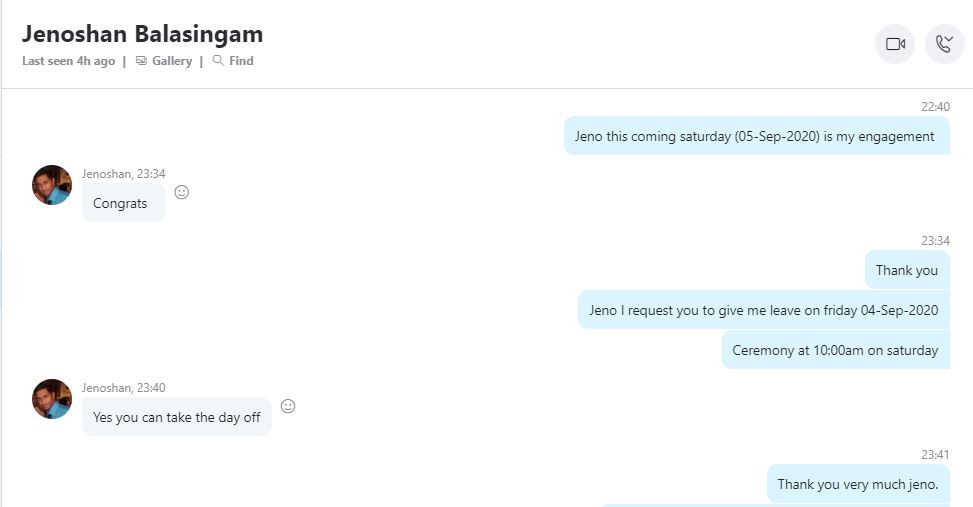 Jenoshan Balasingam
Last seen 4h ago | Gallery | Find
22:40
Jeno this coming saturday (05-Sep-2020) is my engagement
Jenoshan, 23:34
Congrats
23:34
Thank you
Jeno I request you to give me leave on friday 04-Sep-2020
Ceremony at 10:00am on saturday
Jenoshan, 23:40
Yes you can take the day off
23:41
Thank you very much jeno.